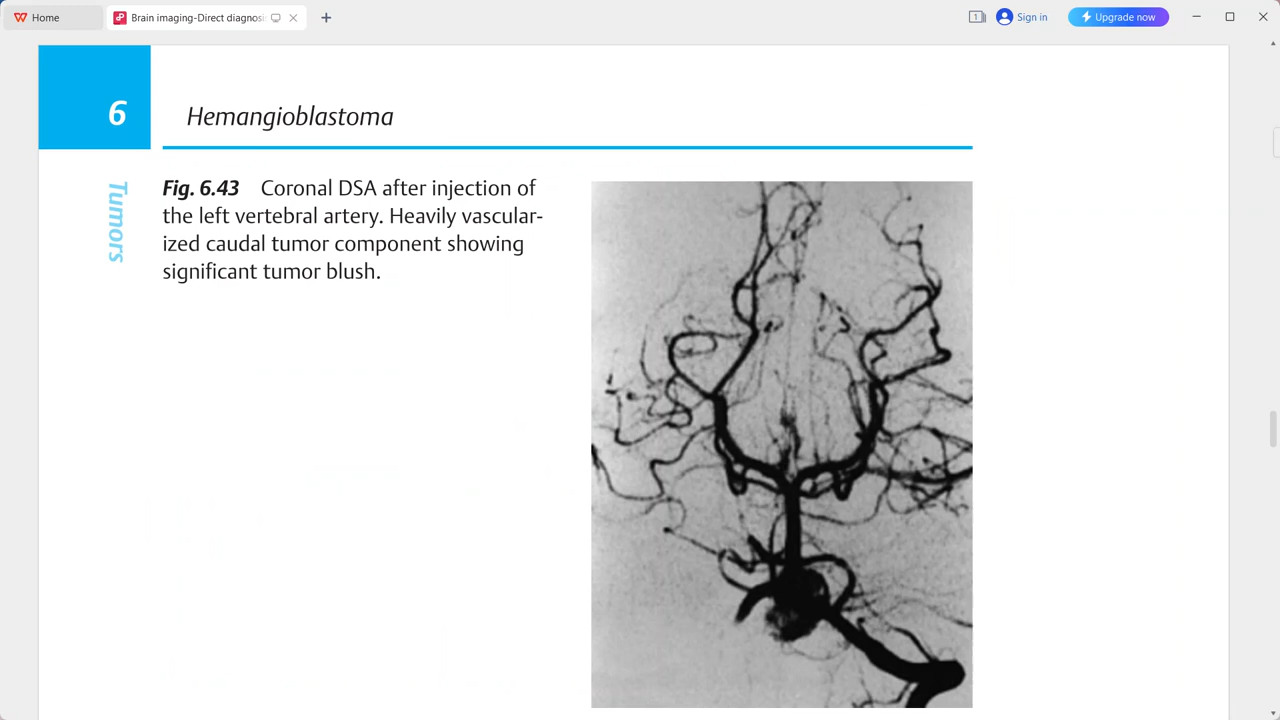 Home
Brain imaging-Direct diagnosi
1
Sign in
Upgrade now
6
Hemangioblastoma
Tumors
Fig. 6.43 Coronal DSA after injection of
the left vertebral artery. Heavily vascular-
ized caudal tumor component showing
significant tumor blush.